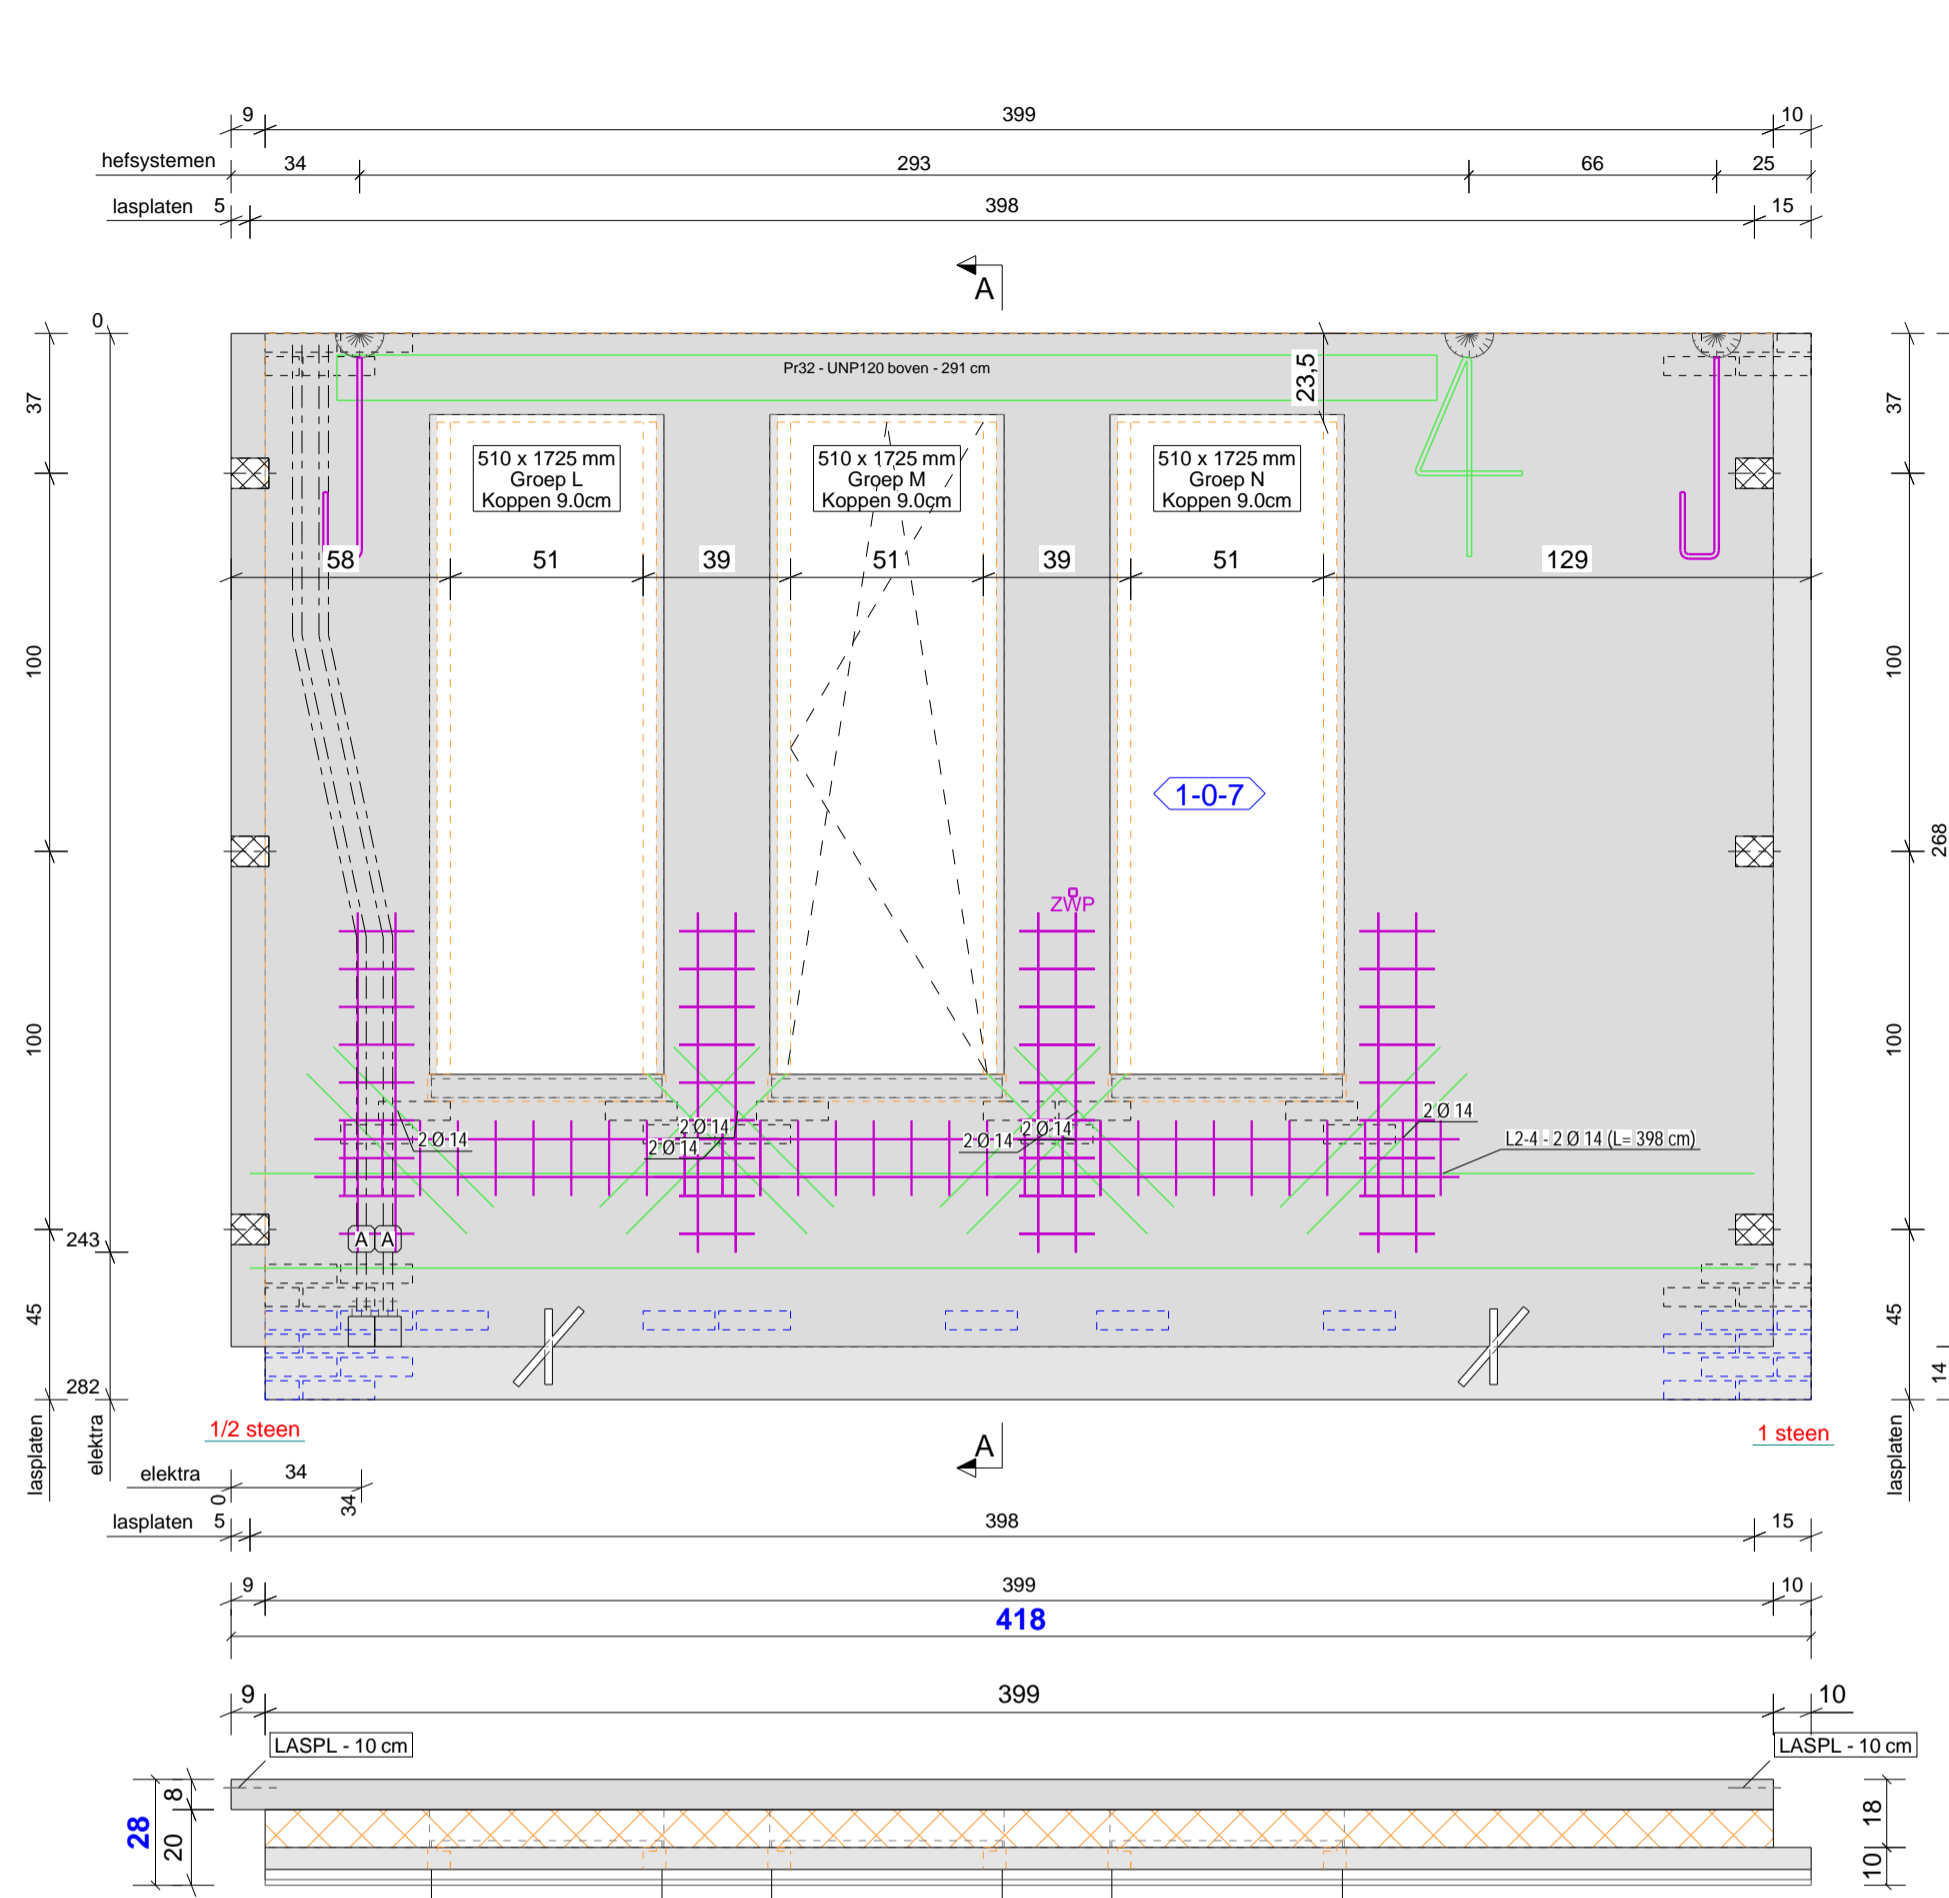 9 399 10
hefsystemen 34 293 66 25
lasplaten 5 398 15
A
0
Pr32 - UNP120 boven - 291 cm
23,5
37
37
510 x 1725 mm
Groep L
Koppen 9.0cm
510 x 1725 mm
Groep M
Koppen 9.0cm
510 x 1725 mm
Groep N
Koppen 9.0cm
58 51 39 51 39 51 129
100
100
1-0-7
268
ZWP
100
100
2 Ø 14
2 Ø 14
2 Ø 14
2 Ø 14
2 Ø 14
2 Ø 14
L2-4 - 2 Ø 14 (L= 398 cm)
A A
243
45
45
282
14
1/2 steen
1 steen
lasplaten
elektra
lasplaten
A
elektra 34
0
34
lasplaten 5 398 15
9 399 10
418
9 399 10
LASPL - 10 cm
LASPL - 10 cm
28
8
20
18
10